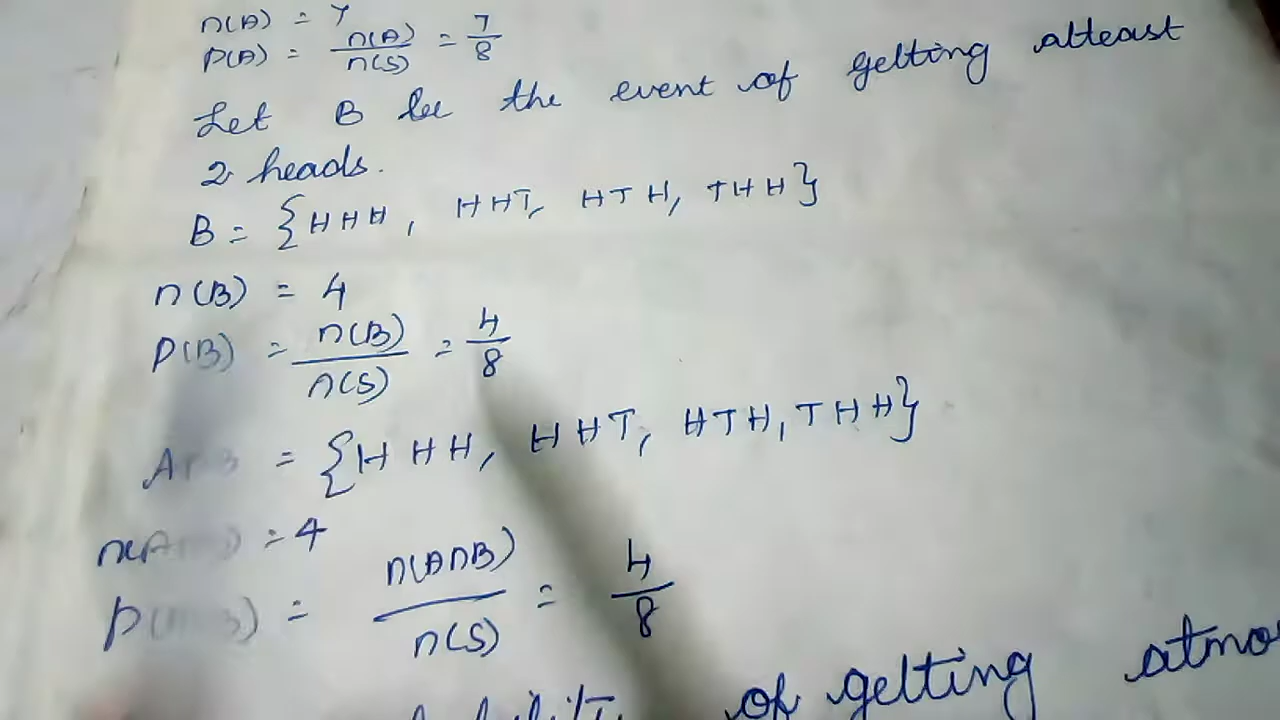 n(A) = 7
P(A) = n(A)/n(S) = 7/8
Let B be the event of getting atleast
2 heads.
B = {HHH, HHT, HTH, THH}
n(B) = 4
P(B) = n(B)/n(S) = 4/8
= {HHH, HHT, HTH, THH}
= 4
= n(A∩B)/n(S) = 4/8
of getting